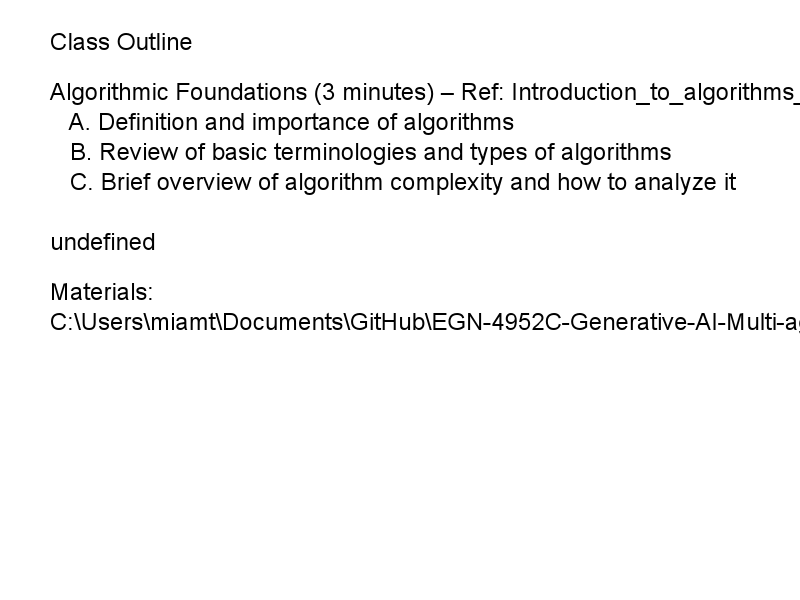 Class Outline
Algorithmic Foundations (3 minutes) – Ref: Introduction_to_algorithms_
A. Definition and importance of algorithms
B. Review of basic terminologies and types of algorithms
C. Brief overview of algorithm complexity and how to analyze it
undefined
Materials:
C:\Users\miamt\Documents\GitHub\EGN-4952C-Generative-AI-Multi-ag